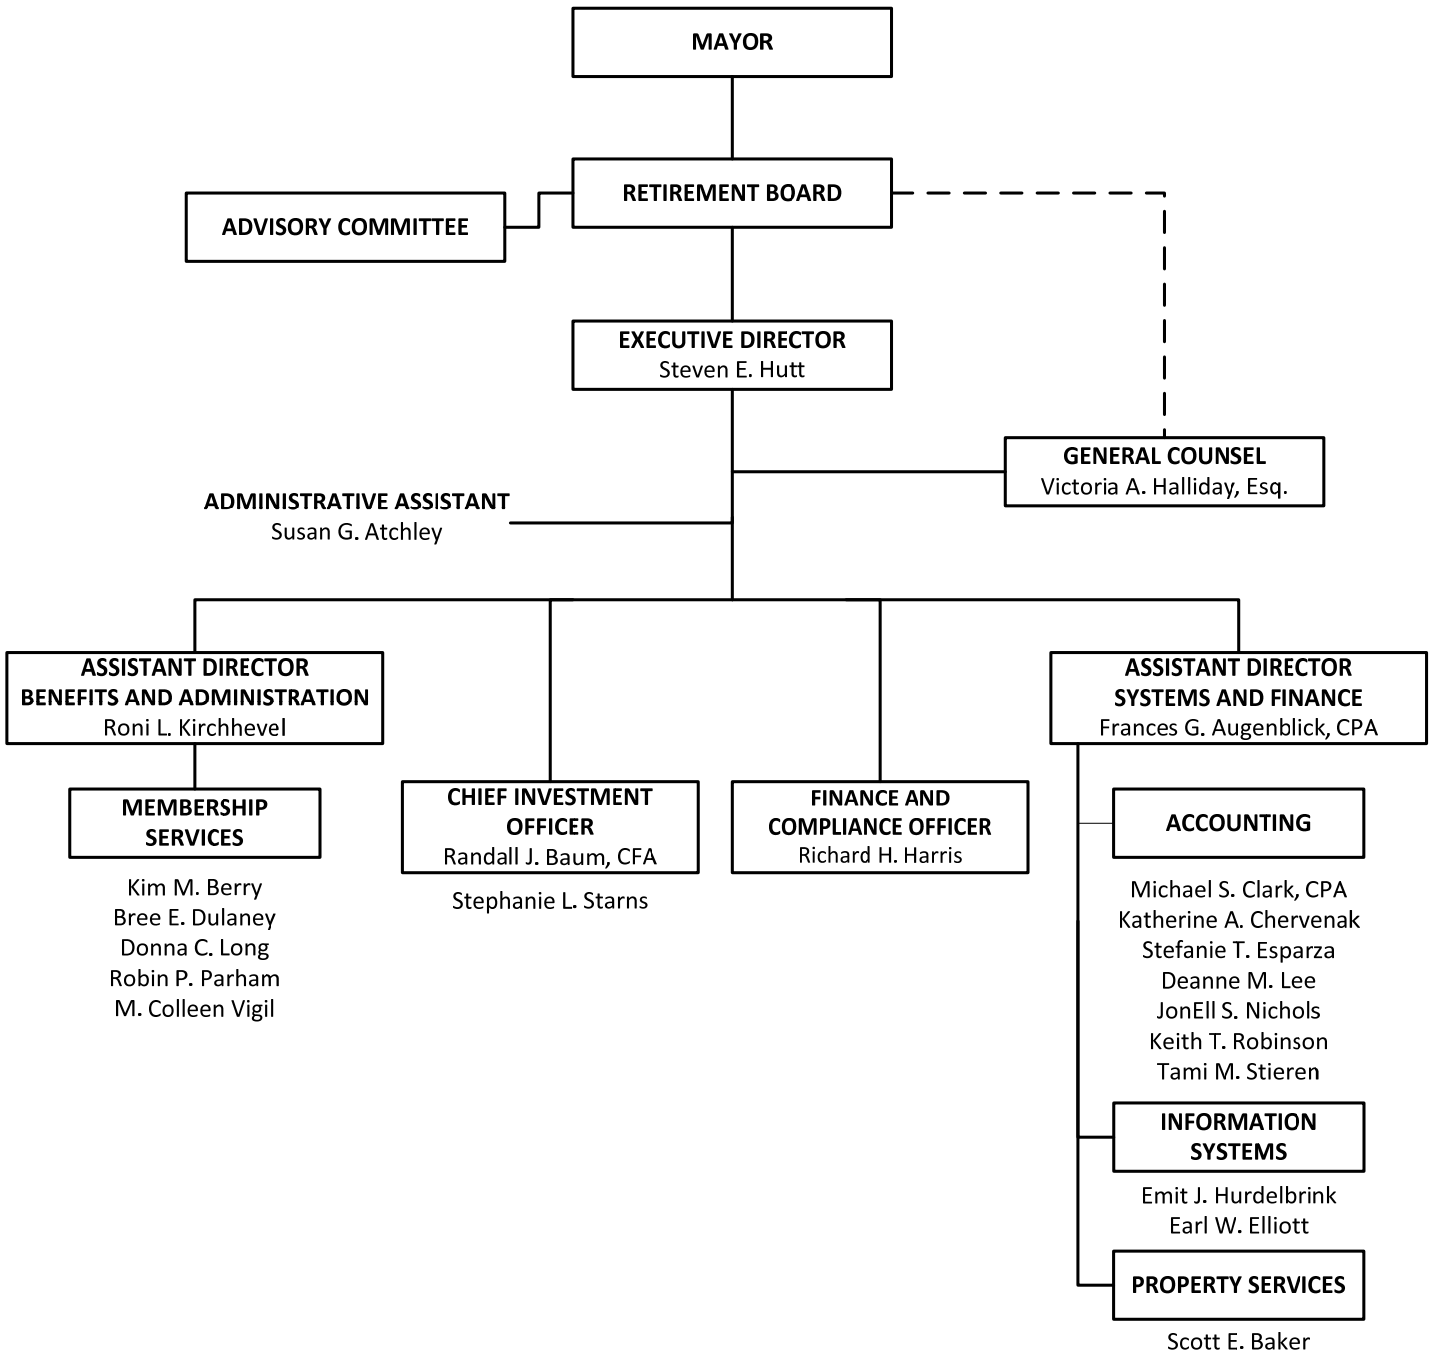 MAYOR
RETIREMENT BOARD
ADVISORY COMMITTEE
EXECUTIVE DIRECTOR
Steven E. Hutt
GENERAL COUNSEL
Victoria A. Halliday, Esq.
ADMINISTRATIVE ASSISTANT
Susan G. Atchley
ASSISTANT DIRECTOR
BENEFITS AND ADMINISTRATION
Roni L. Kirchhevel
MEMBERSHIP
SERVICES
Kim M. Berry
Bree E. Dulaney
Donna C. Long
Robin P. Parham
M. Colleen Vigil
CHIEF INVESTMENT
OFFICER
Randall J. Baum, CFA
Stephanie L. Starns
FINANCE AND
COMPLIANCE OFFICER
Richard H. Harris
ASSISTANT DIRECTOR
SYSTEMS AND FINANCE
Frances G. Augenblick, CPA
ACCOUNTING
Michael S. Clark, CPA
Katherine A. Chervenak
Stefanie T. Esparza
Deanne M. Lee
JonEll S. Nichols
Keith T. Robinson
Tami M. Stieren
INFORMATION
SYSTEMS
Emit J. Hurdelbrink
Earl W. Elliott
PROPERTY SERVICES
Scott E. Baker